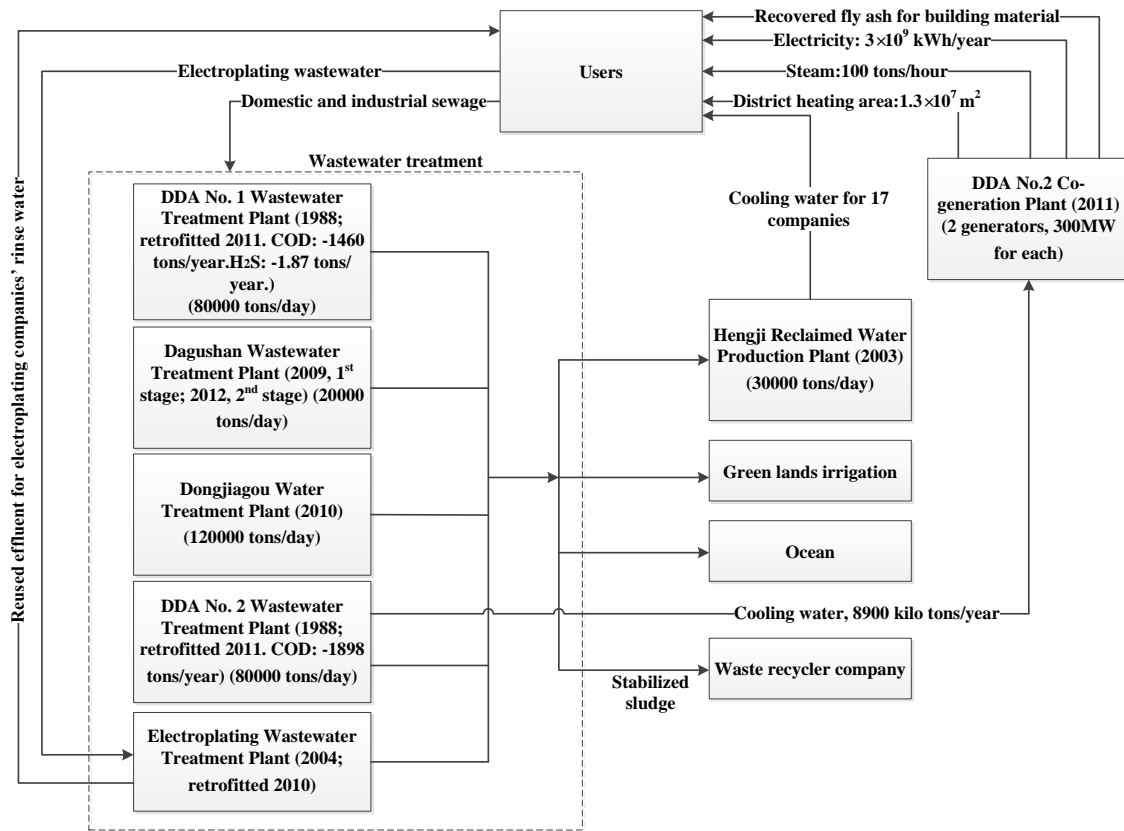 Recovered fly ash for building material
Electricity: 3×10⁹ kWh/year
Steam:100 tons/hour
District heating area:1.3×10⁷ m²
Users
Electroplating wastewater
Domestic and industrial sewage
Wastewater treatment
DDA No. 1 Wastewater
Treatment Plant (1988;
retrofitted 2011. COD: -1460
tons/year.H₂S: -1.87 tons/
year.)
(80000 tons/day)
Dagushan Wastewater
Treatment Plant (2009, 1ˢᵗ
stage; 2012, 2ⁿᵈ stage) (20000
tons/day)
Dongjiagou Water
Treatment Plant (2010)
(120000 tons/day)
DDA No. 2 Wastewater
Treatment Plant (1988;
retrofitted 2011. COD: -1898
tons/year) (80000 tons/day)
Electroplating Wastewater
Treatment Plant (2004;
retrofitted 2010)
Reused effluent for electroplating companies’ rinse water
Cooling water for 17
companies
DDA No.2 Co-
generation Plant (2011)
(2 generators, 300MW
for each)
Hengji Reclaimed Water
Production Plant (2003)
(30000 tons/day)
Green lands irrigation
Ocean
Cooling water, 8900 kilo tons/year
Waste recycler company
Stabilized
sludge